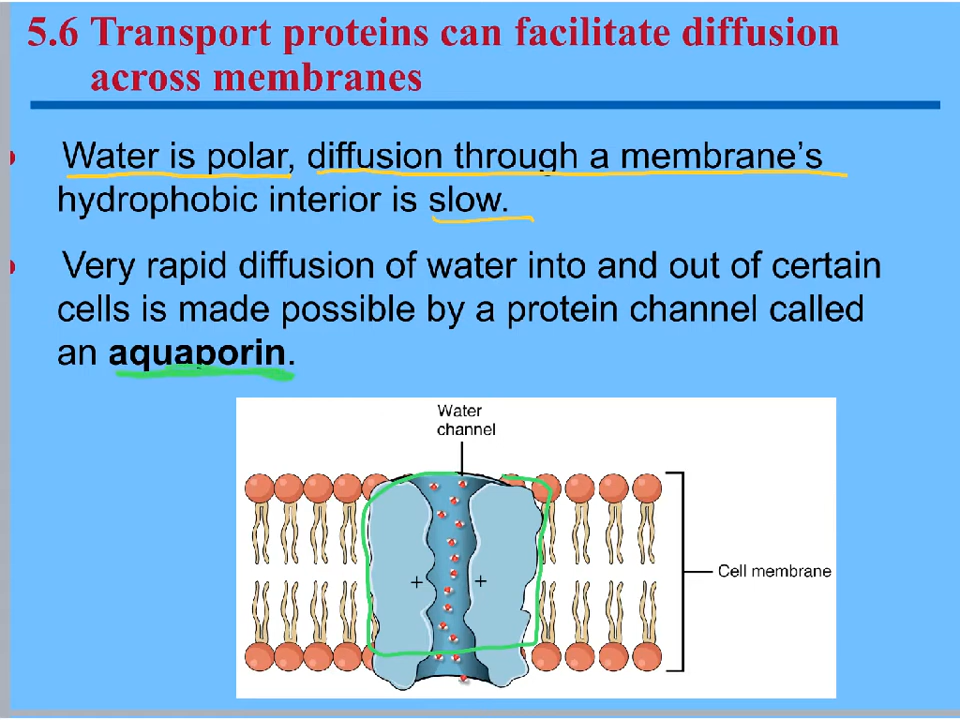 5.6 Transport proteins can facilitate diffusion
across membranes
Water is polar, diffusion through a membrane’s
hydrophobic interior is slow.
Very rapid diffusion of water into and out of certain
cells is made possible by a protein channel called
an aquaporin.
Water
channel
+ +
Cell membrane